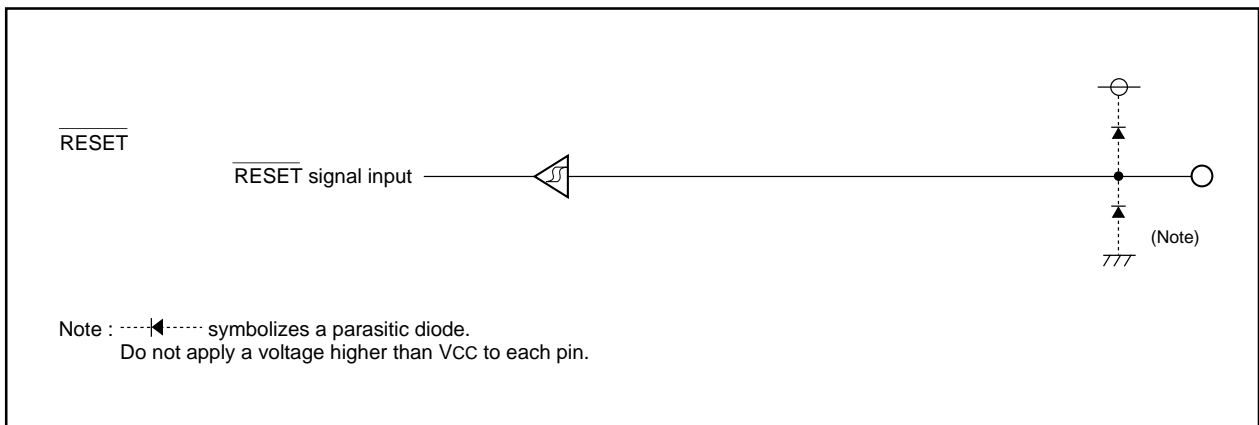 RESET
RESET signal input
(Note)
Note : symbolizes a parasitic diode.
Do not apply a voltage higher than VCC to each pin.